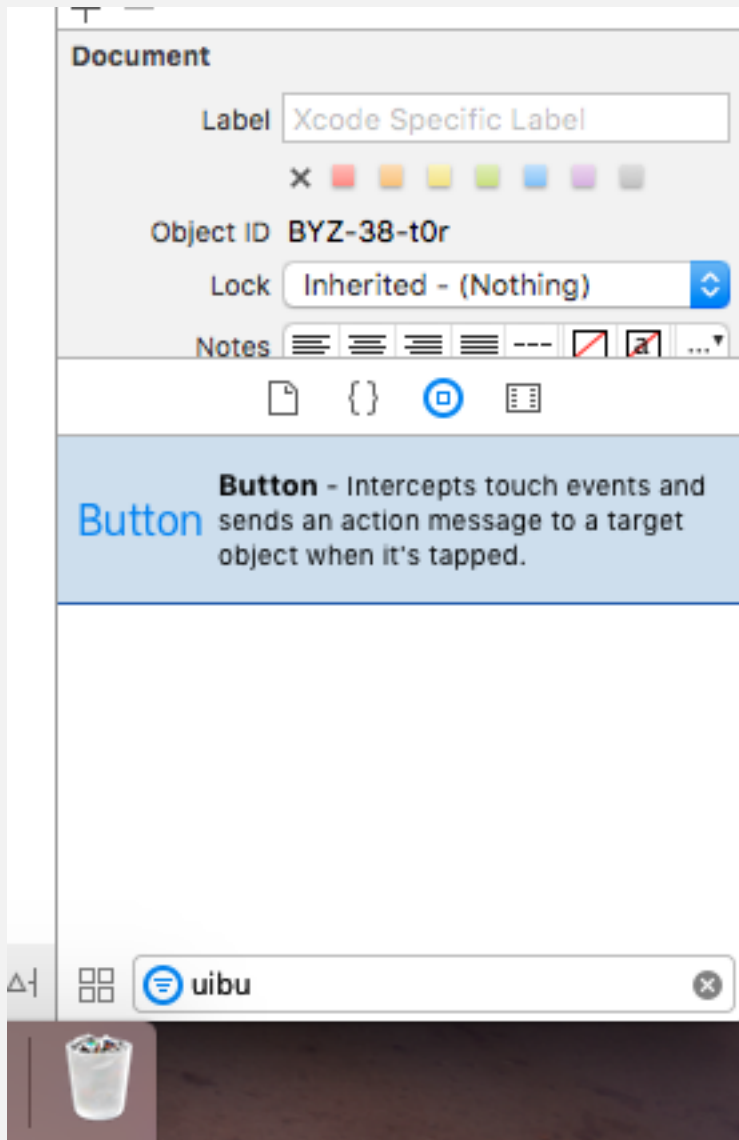 Document
Label Xcode Specific Label
Object ID BYZ-38-t0r
Lock Inherited - (Nothing)
Notes a ...
{}
Button
Button - Intercepts touch events and
sends an action message to a target
object when it's tapped.
uibu